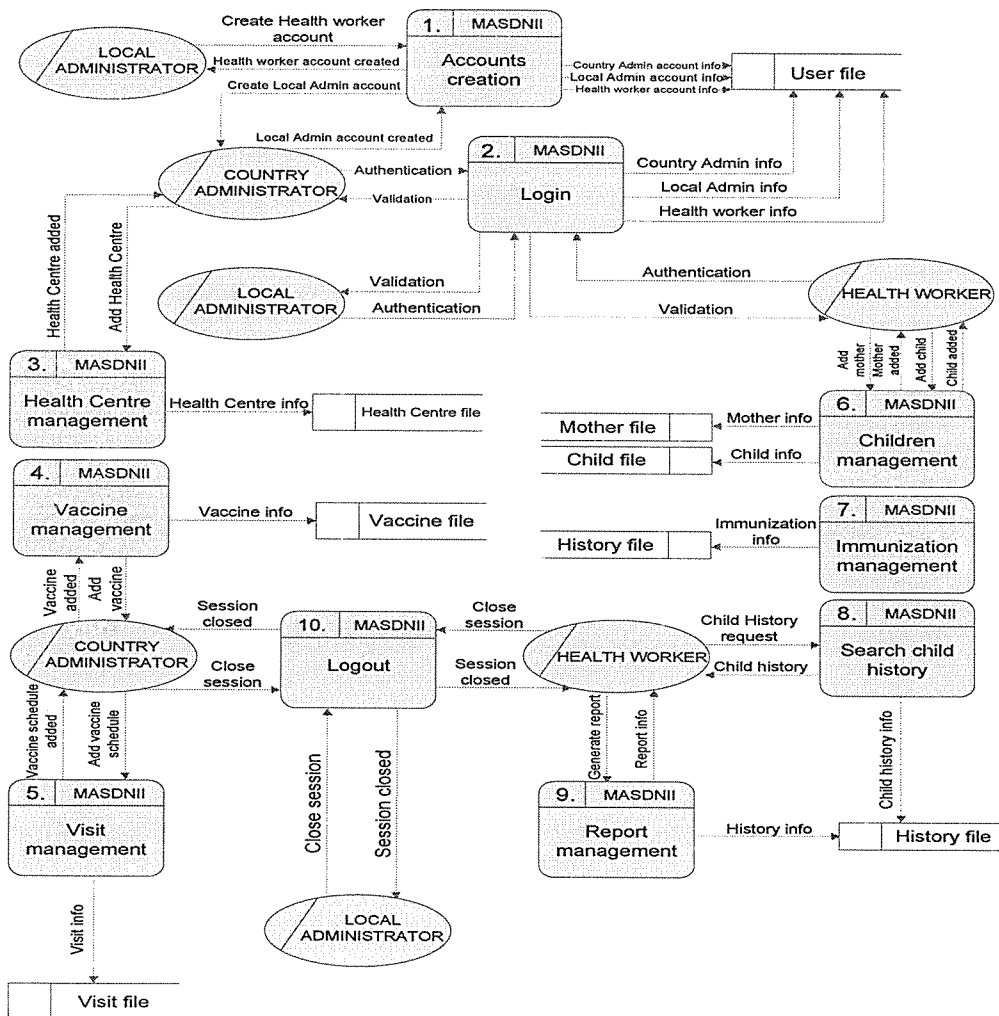 Create Health worker
account
LOCAL
ADMINISTRATOR
Health worker account created
Create Local Admin account
Local Admin account created
1. MASDNII
Accounts
creation
Country Admin account info
Local Admin account info
Health worker account info
User file
COUNTRY
ADMINISTRATOR
Authentication
Validation
2. MASDNII
Login
Country Admin info
Local Admin info
Health worker info
Health Centre added
Add Health Centre
LOCAL
ADMINISTRATOR
Validation
Authentication
Authentication
Validation
HEALTH WORKER
Add
mother
Mother
added
Add child
Child added
3. MASDNII
Health Centre
management
Health Centre info
Health Centre file
Mother file
Mother info
Child file
Child info
6. MASDNII
Children
management
4. MASDNII
Vaccine
management
Vaccine info
Vaccine file
History file
Immunization
info
7. MASDNII
Immunization
management
Vaccine
added
Add
vaccine
COUNTRY
ADMINISTRATOR
Session
closed
Close
session
10. MASDNII
Logout
Close
session
Session
closed
HEALTH WORKER
Child History
request
Child history
8. MASDNII
Search child
history
Vaccine schedule
added
Add vaccine
schedule
Close session
Session closed
Generate report
Report info
Child history info
5. MASDNII
Visit
management
9. MASDNII
Report
management
History info
History file
LOCAL
ADMINISTRATOR
Visit info
Visit file